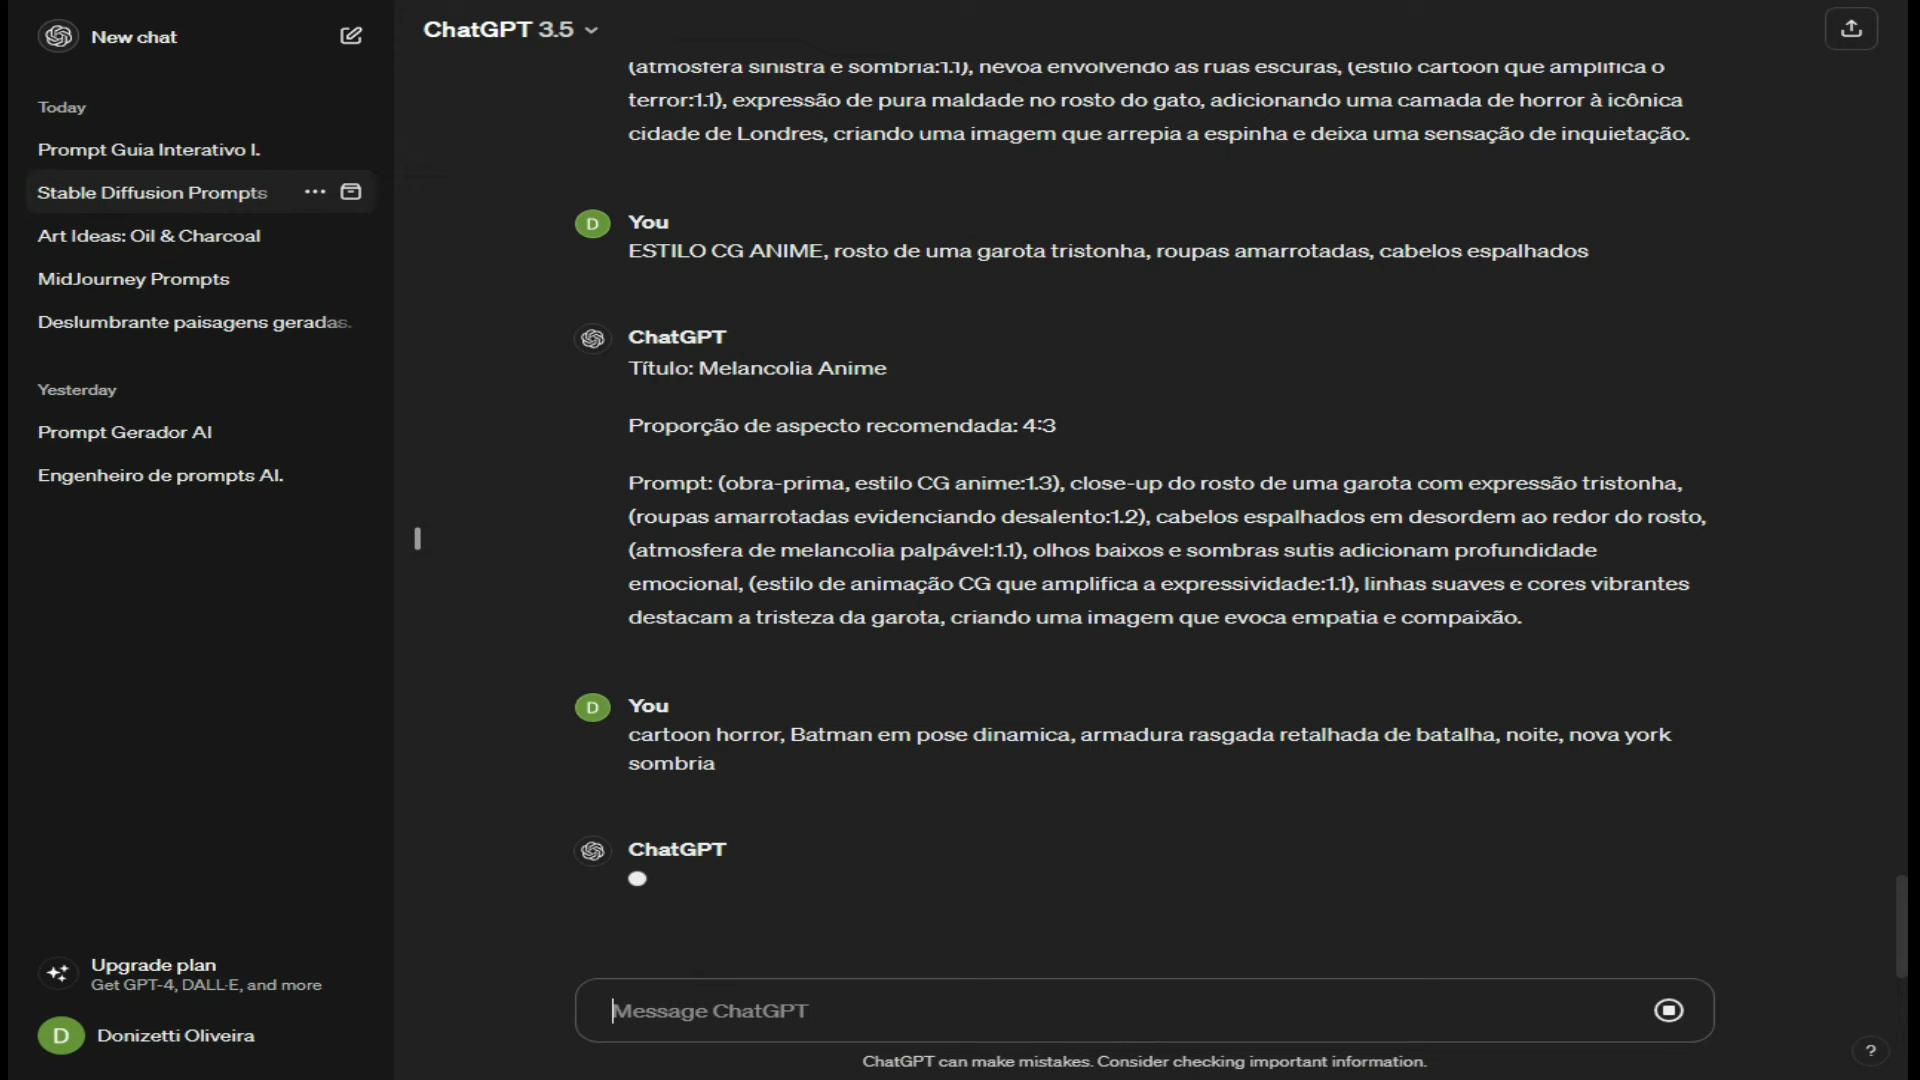 New chat
Today
Prompt Guia Interativo I.
Stable Diffusion Prompts
Art Ideas: Oil & Charcoal
MidJourney Prompts
Deslumbrante paisagens geradas.
Yesterday
Prompt Gerador AI
Engenheiro de prompts AI.
Upgrade plan
Get GPT-4, DALL·E, and more
D
Donizetti Oliveira
ChatGPT 3.5
(atmosfera sinistra e sombria:1.1), névoa envolvendo as ruas escuras, (estilo cartoon que amplifica o
terror:1.1), expressão de pura maldade no rosto do gato, adicionando uma camada de horror à icônica
cidade de Londres, criando uma imagem que arrepia a espinha e deixa uma sensação de inquietação.
D
You
ESTILO CG ANIME, rosto de uma garota tristonha, roupas amarrotadas, cabelos espalhados
ChatGPT
Título: Melancolia Anime
Proporção de aspecto recomendada: 4:3
Prompt: (obra-prima, estilo CG anime:1.3), close-up do rosto de uma garota com expressão tristonha,
(roupas amarrotadas evidenciando desalento:1.2), cabelos espalhados em desordem ao redor do rosto,
(atmosfera de melancolia palpável:1.1), olhos baixos e sombras sutis adicionam profundidade
emocional, (estilo de animação CG que amplifica a expressividade:1.1), linhas suaves e cores vibrantes
destacam a tristeza da garota, criando uma imagem que evoca empatia e compaixão.
D
You
cartoon horror, Batman em pose dinamica, armadura rasgada retalhada de batalha, noite, nova york
sombria
ChatGPT
Message ChatGPT
ChatGPT can make mistakes. Consider checking important information.
?